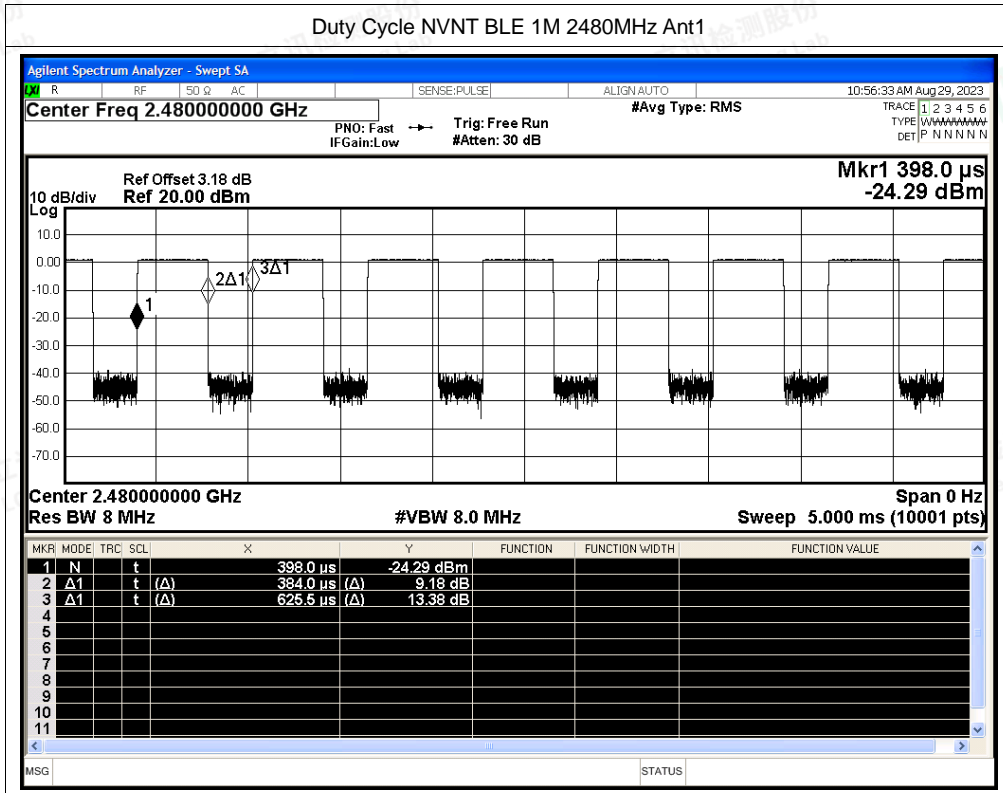 Duty Cycle NVNT BLE 1M 2480MHz Ant1
Agilent Spectrum Analyzer - Swept SA
LXI R RF 50 Ω AC SENSE:PULSE ALIGN AUTO 10:56:33 AM Aug 29, 2023
Center Freq 2.480000000 GHz #Avg Type: RMS TRACE 1 2 3 4 5 6
PNO: Fast Trig: Free Run TYPE
IFGain:Low #Atten: 30 dB DET P N N N N N
Mkr1 398.0 µs
Ref Offset 3.18 dB
10 dB/div Ref 20.00 dBm -24.29 dBm
Log
10.0
0.00
3Δ1
2Δ1
-10.0
1
-20.0
-30.0
-40.0
-50.0
-60.0
-70.0
Center 2.480000000 GHz Span 0 Hz
Res BW 8 MHz #VBW 8.0 MHz Sweep 5.000 ms (10001 pts)
MKR MODE TRC SCL X Y FUNCTION FUNCTION WIDTH FUNCTION VALUE
1 N t 398.0 µs -24.29 dBm
2 Δ1 t (Δ) 384.0 µs (Δ) 9.18 dB
3 Δ1 t (Δ) 625.5 µs (Δ) 13.38 dB
4
5
6
7
8
9
10
11
MSG STATUS